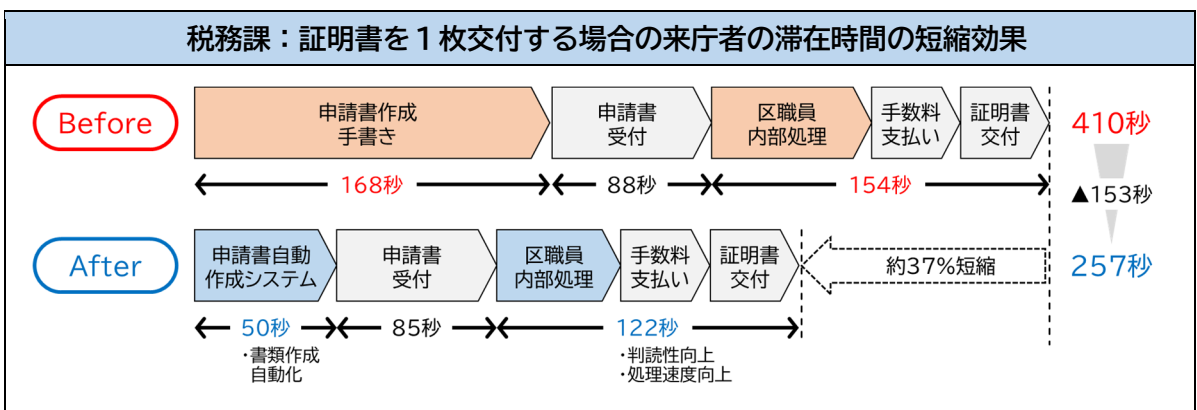 税務課：証明書を１枚交付する場合の来庁者の滞在時間の短縮効果
Before
申請書作成
手書き
申請書
受付
区職員
内部処理
手数料
支払い
証明書
交付
410秒
168秒
88秒
154秒
▲153秒
After
申請書自動
作成システム
申請書
受付
区職員
内部処理
手数料
支払い
証明書
交付
約37%短縮
257秒
50秒
85秒
122秒
・書類作成
自動化
・判読性向上
・処理速度向上